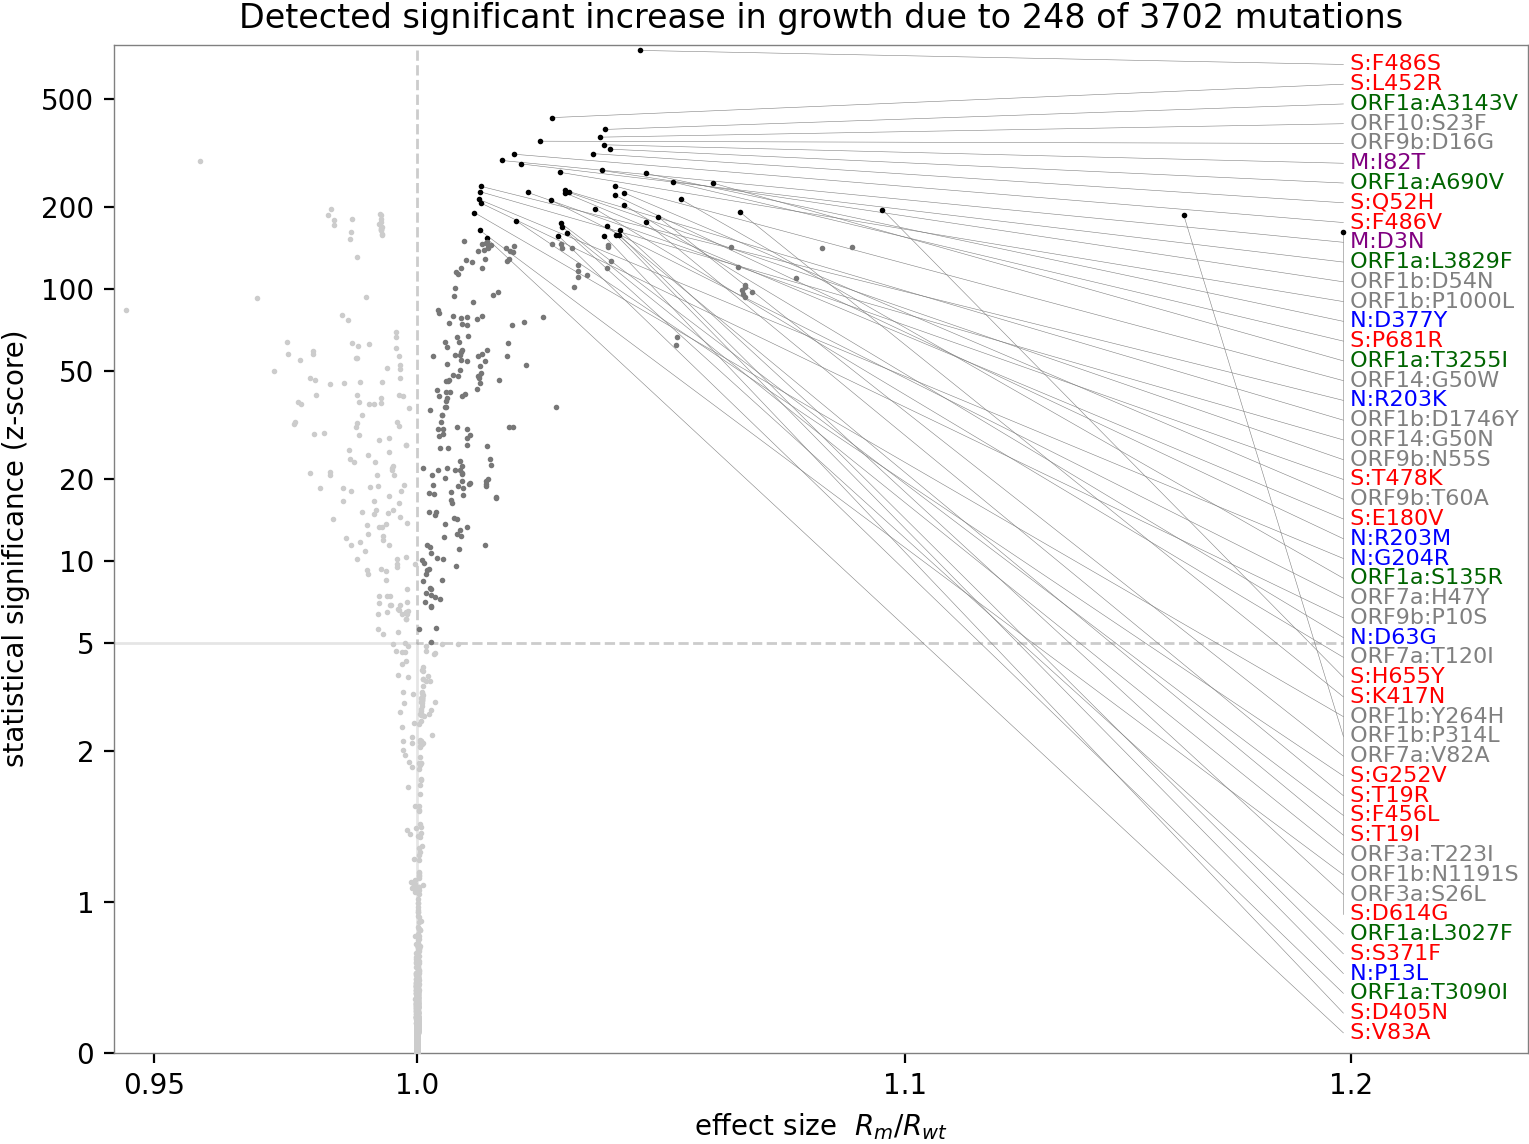 Detected significant increase in growth due to 248 of 3702 mutations
500
200
100
50
20
10
5
2
1
0
statistical significance (z-score)
0.95
1.0
1.1
1.2
effect size Rm/Rwt
S:F486S
S:L452R
ORF1a:A3143V
ORF10:S23F
ORF9b:D16G
M:I82T
ORF1a:A690V
S:Q52H
S:F486V
M:D3N
ORF1a:L3829F
ORF1b:D54N
ORF1b:P1000L
N:D377Y
S:P681R
ORF1a:T3255I
ORF14:G50W
N:R203K
ORF1b:D1746Y
ORF14:G50N
ORF9b:N55S
S:T478K
ORF9b:T60A
S:E180V
N:R203M
N:G204R
ORF1a:S135R
ORF7a:H47Y
ORF9b:P10S
N:D63G
ORF7a:T120I
S:H655Y
S:K417N
ORF1b:Y264H
ORF1b:P314L
ORF7a:V82A
S:G252V
S:T19R
S:F456L
S:T19I
ORF3a:T223I
ORF1b:N1191S
ORF3a:S26L
S:D614G
ORF1a:L3027F
S:S371F
N:P13L
ORF1a:T3090I
S:D405N
S:V83A